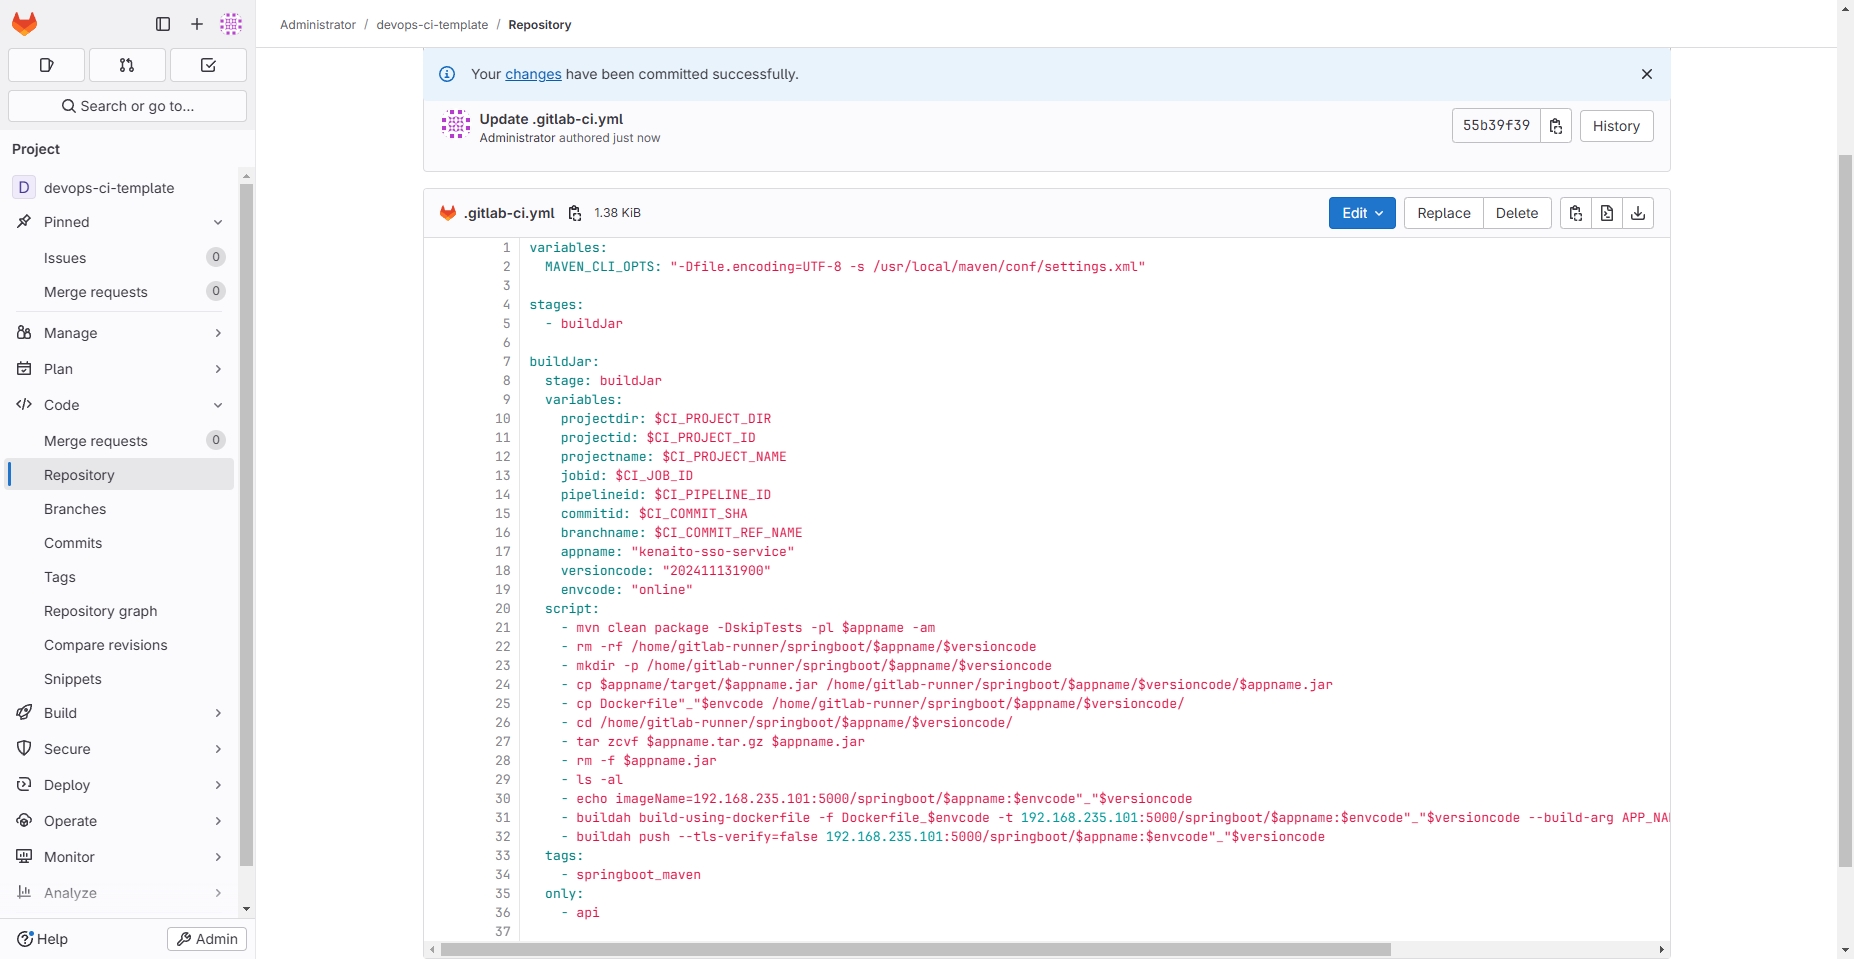 Administrator / devops-ci-template / Repository
Search or go to...
Project
D devops-ci-template
Pinned
Issues 0
Merge requests 0
Manage
Plan
Code
Merge requests 0
Repository
Branches
Commits
Tags
Repository graph
Compare revisions
Snippets
Build
Secure
Deploy
Operate
Monitor
Analyze
Help
Admin
Your changes have been committed successfully.
Update .gitlab-ci.yml
Administrator authored just now
55b39f39
History
.gitlab-ci.yml 1.38 KiB
Edit
Replace
Delete
1 variables:
2   MAVEN_CLI_OPTS: "-Dfile.encoding=UTF-8 -s /usr/local/maven/conf/settings.xml"
3
4 stages:
5   - buildJar
6
7 buildJar:
8   stage: buildJar
9   variables:
10     projectdir: $CI_PROJECT_DIR
11     projectid: $CI_PROJECT_ID
12     projectname: $CI_PROJECT_NAME
13     jobid: $CI_JOB_ID
14     pipelineid: $CI_PIPELINE_ID
15     commitid: $CI_COMMIT_SHA
16     branchname: $CI_COMMIT_REF_NAME
17     appname: "kenaito-sso-service"
18     versioncode: "202411131900"
19     envcode: "online"
20   script:
21     - mvn clean package -DskipTests -pl $appname -am
22     - rm -rf /home/gitlab-runner/springboot/$appname/$versioncode
23     - mkdir -p /home/gitlab-runner/springboot/$appname/$versioncode
24     - cp $appname/target/$appname.jar /home/gitlab-runner/springboot/$appname/$versioncode/$appname.jar
25     - cp Dockerfile"_"$envcode /home/gitlab-runner/springboot/$appname/$versioncode/
26     - cd /home/gitlab-runner/springboot/$appname/$versioncode/
27     - tar zcvf $appname.tar.gz $appname.jar
28     - rm -f $appname.jar
29     - ls -al
30     - echo imageName=192.168.235.101:5000/springboot/$appname:$envcode"_"$versioncode
31     - buildah build-using-dockerfile -f Dockerfile_$envcode -t 192.168.235.101:5000/springboot/$appname:$envcode"_"$versioncode --build-arg APP_NA
32     - buildah push --tls-verify=false 192.168.235.101:5000/springboot/$appname:$envcode"_"$versioncode
33   tags:
34     - springboot_maven
35   only:
36     - api
37